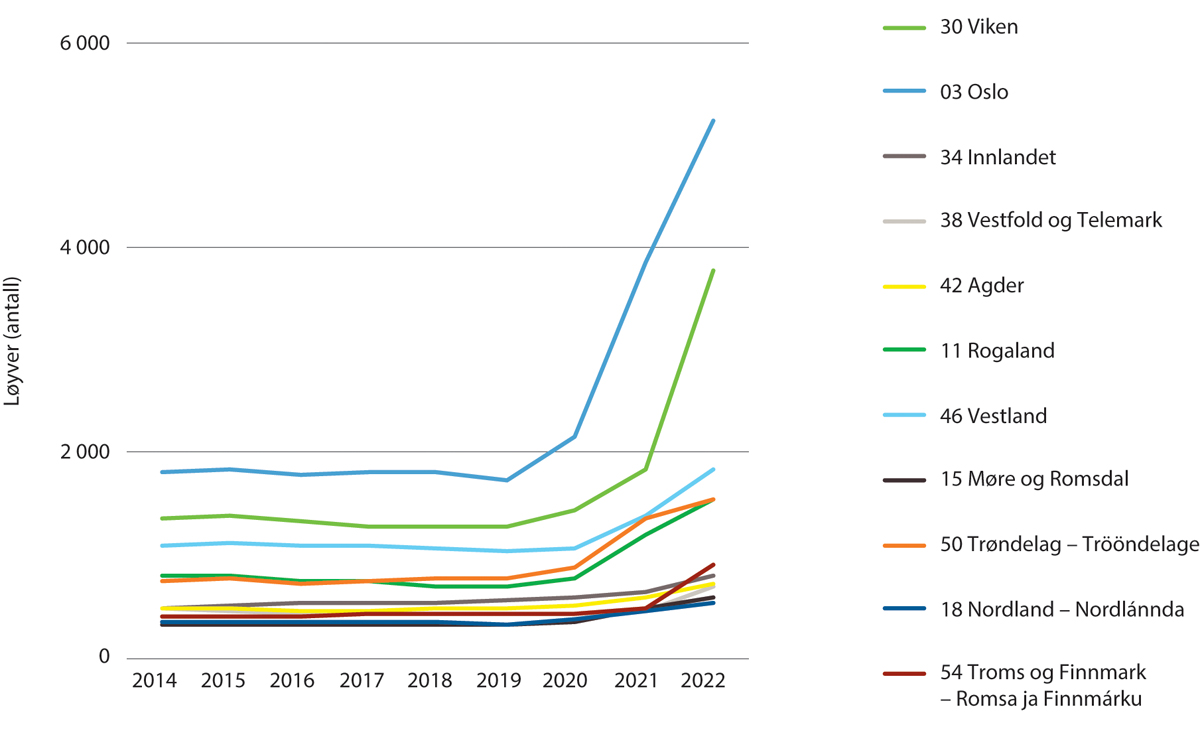 6 000
4 000
2 000
0
Løyver (antall)
2014 2015 2016 2017 2018 2019 2020 2021 2022
30 Viken
03 Oslo
34 Innlandet
38 Vestfold og Telemark
42 Agder
11 Rogaland
46 Vestland
15 Møre og Romsdal
50 Trøndelag – Trööndelage
18 Nordland – Nordlánnda
54 Troms og Finnmark
– Romsa ja Finnmárku